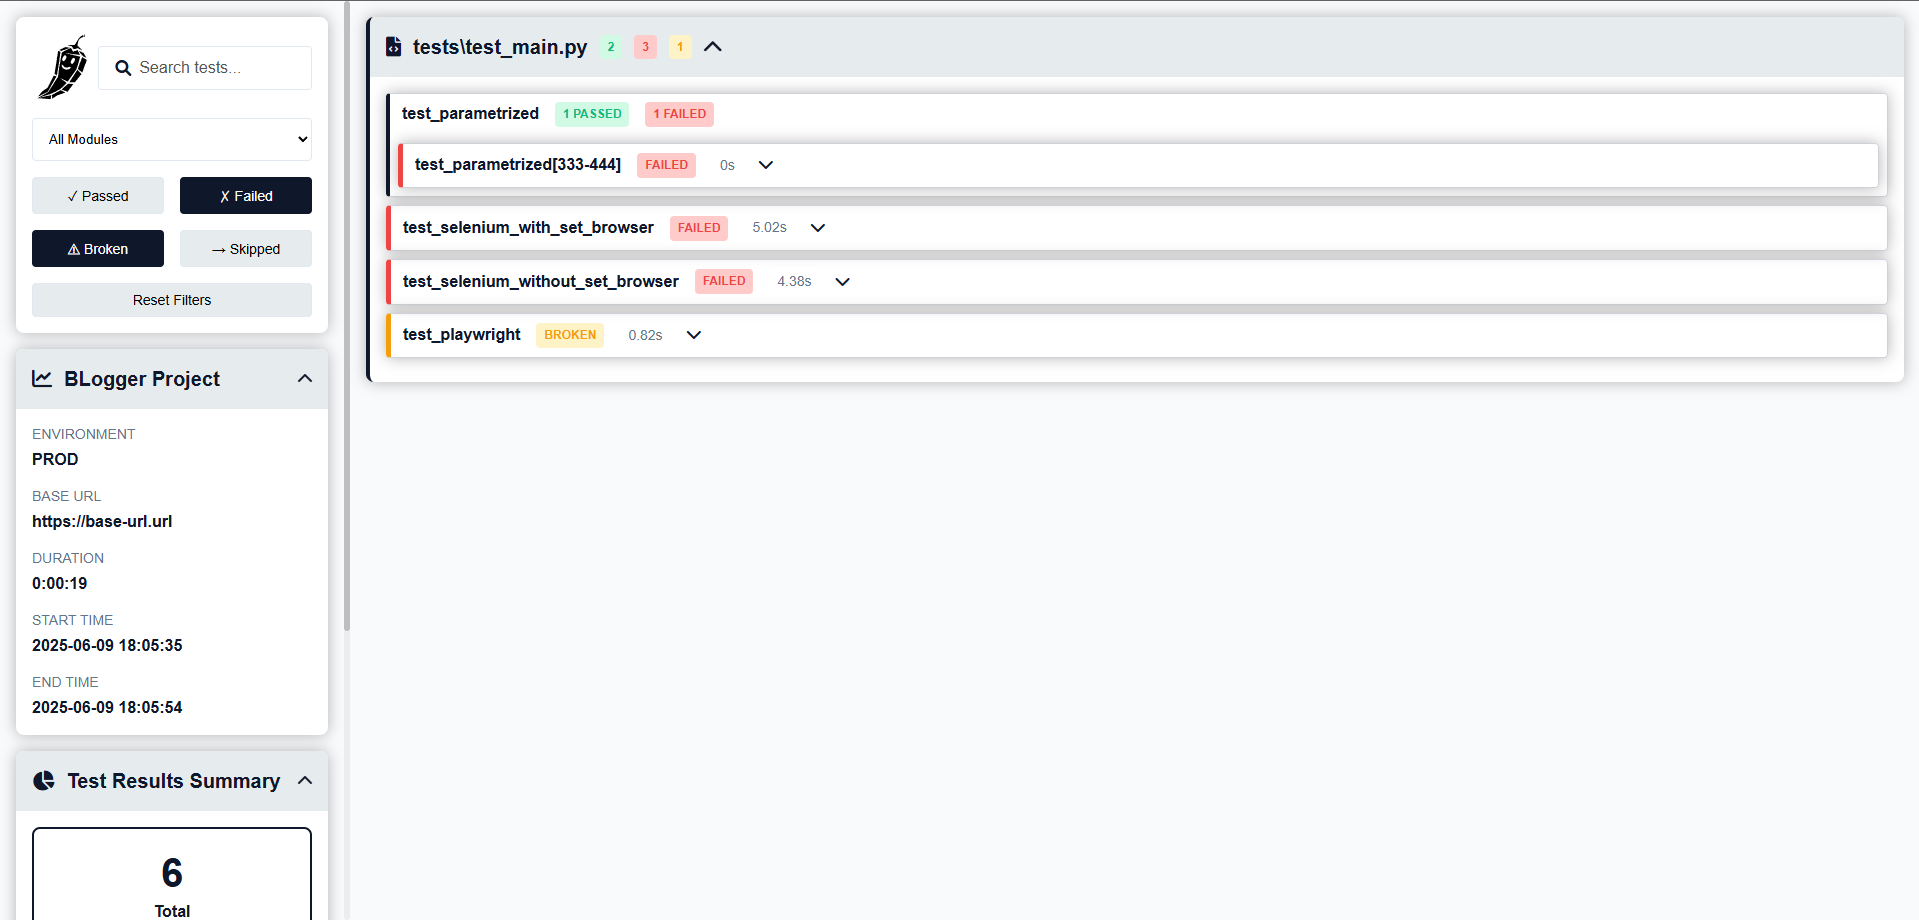 Search tests...
All Modules
✓ Passed
✗ Failed
⚠ Broken
→ Skipped
Reset Filters
BLogger Project
ENVIRONMENT
PROD
BASE URL
https://base-url.url
DURATION
0:00:19
START TIME
2025-06-09 18:05:35
END TIME
2025-06-09 18:05:54
Test Results Summary
6
Total
tests\test_main.py 2 3 1
test_parametrized 1 PASSED 1 FAILED
test_parametrized[333-444] FAILED 0s
test_selenium_with_set_browser FAILED 5.02s
test_selenium_without_set_browser FAILED 4.38s
test_playwright BROKEN 0.82s